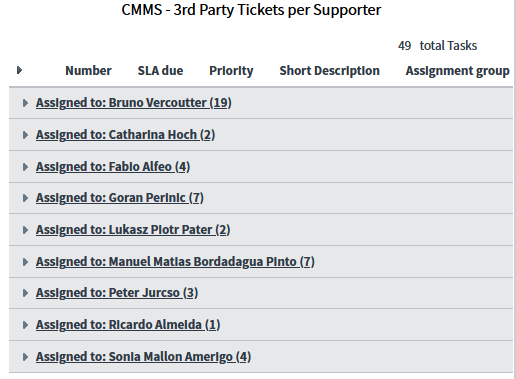 CMMS - 3rd Party Tickets per Supporter
49 total Tasks
Number SLA due Priority Short Description Assignment group
Assigned to: Bruno Vercoutter (19)
Assigned to: Catharina Hoch (2)
Assigned to: Fabio Alfeo (4)
Assigned to: Goran Perinic (7)
Assigned to: Lukasz Piotr Pater (2)
Assigned to: Manuel Matias Bordadagua Pinto (7)
Assigned to: Peter Jurcso (3)
Assigned to: Ricardo Almeida (1)
Assigned to: Sonia Mallon Amerigo (4)